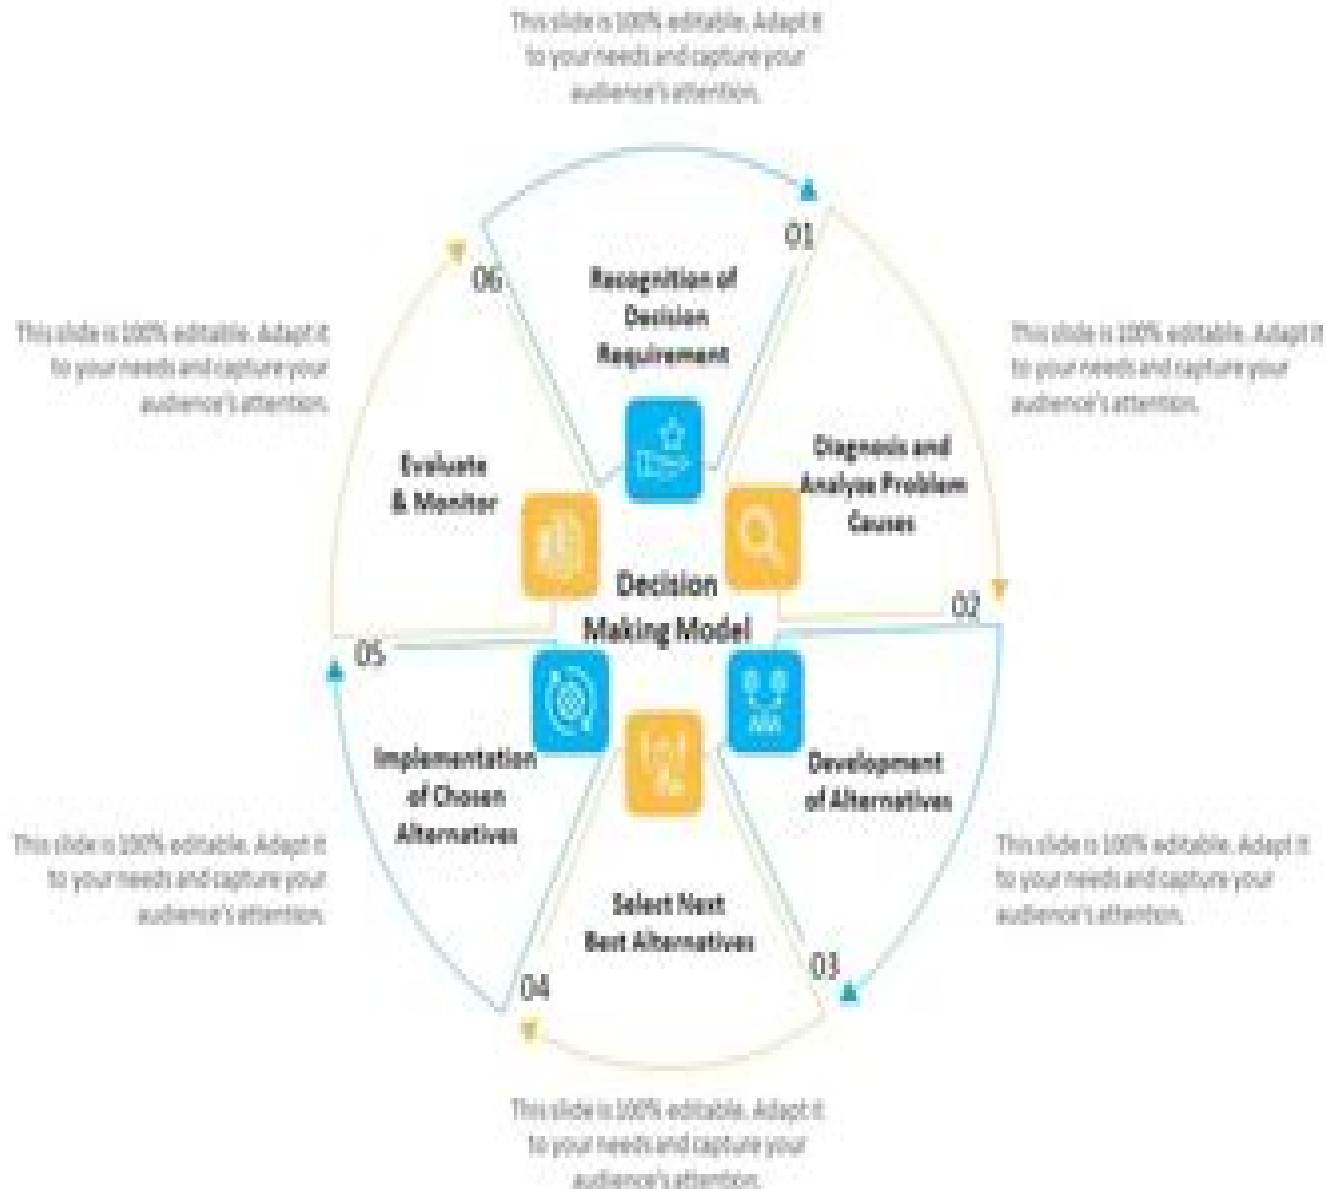 This slide is 100% editable. Adapt it
to your needs and capture your
audience's attention.
01
Recognition of
Decision
Requirement
This slide is 100% editable. Adapt it
to your needs and capture your
audience's attention.
02
Diagnosis and
Analyse Problem
Causes
This slide is 100% editable. Adapt it
to your needs and capture your
audience's attention.
03
Development
of Alternatives
This slide is 100% editable. Adapt it
to your needs and capture your
audience's attention.
04
Select Next
Best Alternatives
This slide is 100% editable. Adapt it
to your needs and capture your
audience's attention.
05
Implementation
of Chosen
Alternatives
This slide is 100% editable. Adapt it
to your needs and capture your
audience's attention.
06
Evaluate
& Monitor
Decision
Making Model